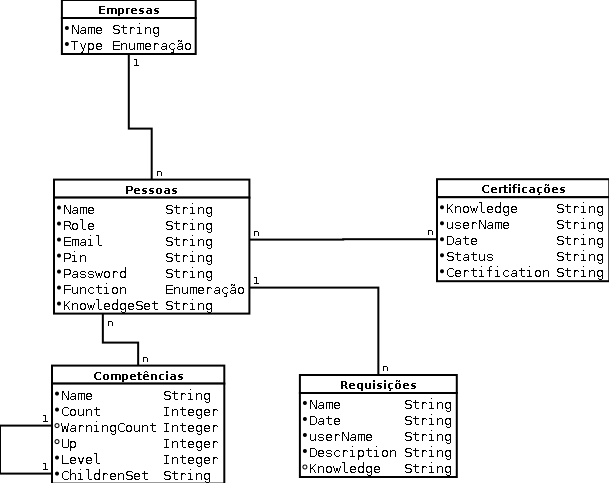 Empresas
Name String
Type Enumeração
1
n
Pessoas
Name String
Role String
Email String
Pin String
Password String
Function Enumeração
KnowledgeSet String
n
n
1
n
n
n
Certificações
Knowledge String
userName String
Date String
Status String
Certification String
Competências
Name String
Count Integer
WarningCount Integer
Up Integer
Level Integer
ChildrenSet String
1
1
Requisições
Name String
Date String
userName String
Description String
Knowledge String